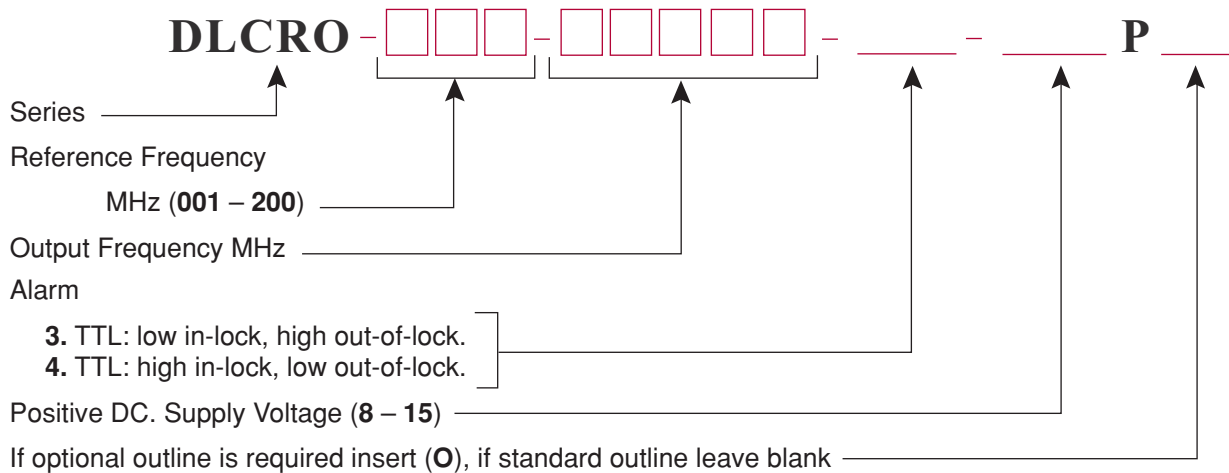 DLCRO - - - - P
Series
Reference Frequency
MHz (001 – 200)
Output Frequency MHz
Alarm
3. TTL: low in-lock, high out-of-lock.
4. TTL: high in-lock, low out-of-lock.
Positive DC. Supply Voltage (8 – 15)
If optional outline is required insert (O), if standard outline leave blank